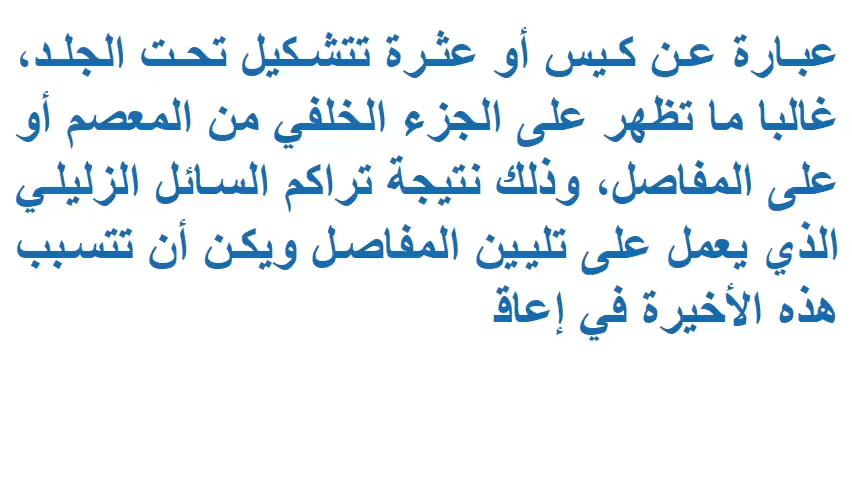 عبارة عن كيس أو عثرة تتشكيل تحت الجلد،
غالبا ما تظهر على الجزء الخلفي من المعصم أو
على المفاصل، وذلك نتيجة تراكم السائل الزليلي
الذي يعمل على تليين المفاصل ويكن أن تتسبب
هذه الأخيرة في إعاقـ